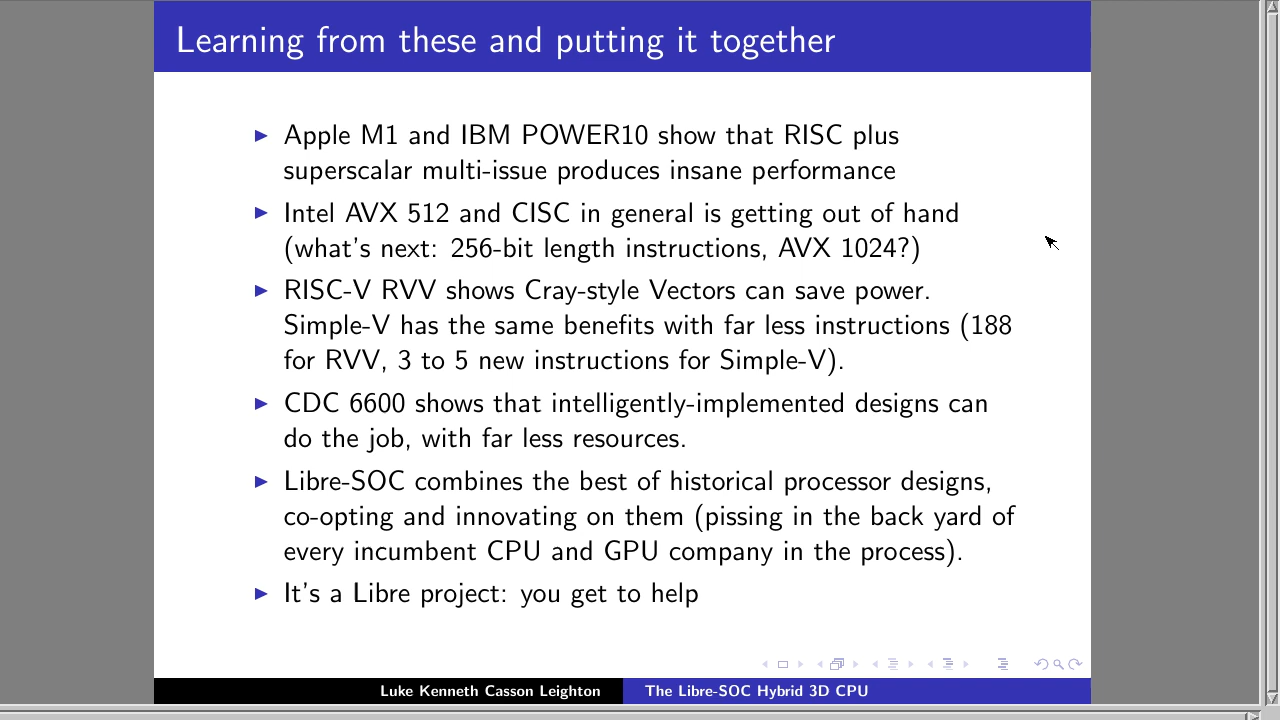 Learning from these and putting it together
Apple M1 and IBM POWER10 show that RISC plus
superscalar multi-issue produces insane performance
Intel AVX 512 and CISC in general is getting out of hand
(what's next: 256-bit length instructions, AVX 1024?)
RISC-V RVV shows Cray-style Vectors can save power.
Simple-V has the same benefits with far less instructions (188
for RVV, 3 to 5 new instructions for Simple-V).
CDC 6600 shows that intelligently-implemented designs can
do the job, with far less resources.
Libre-SOC combines the best of historical processor designs,
co-opting and innovating on them (pissing in the back yard of
every incumbent CPU and GPU company in the process).
It's a Libre project: you get to help
Luke Kenneth Casson Leighton
The Libre-SOC Hybrid 3D CPU